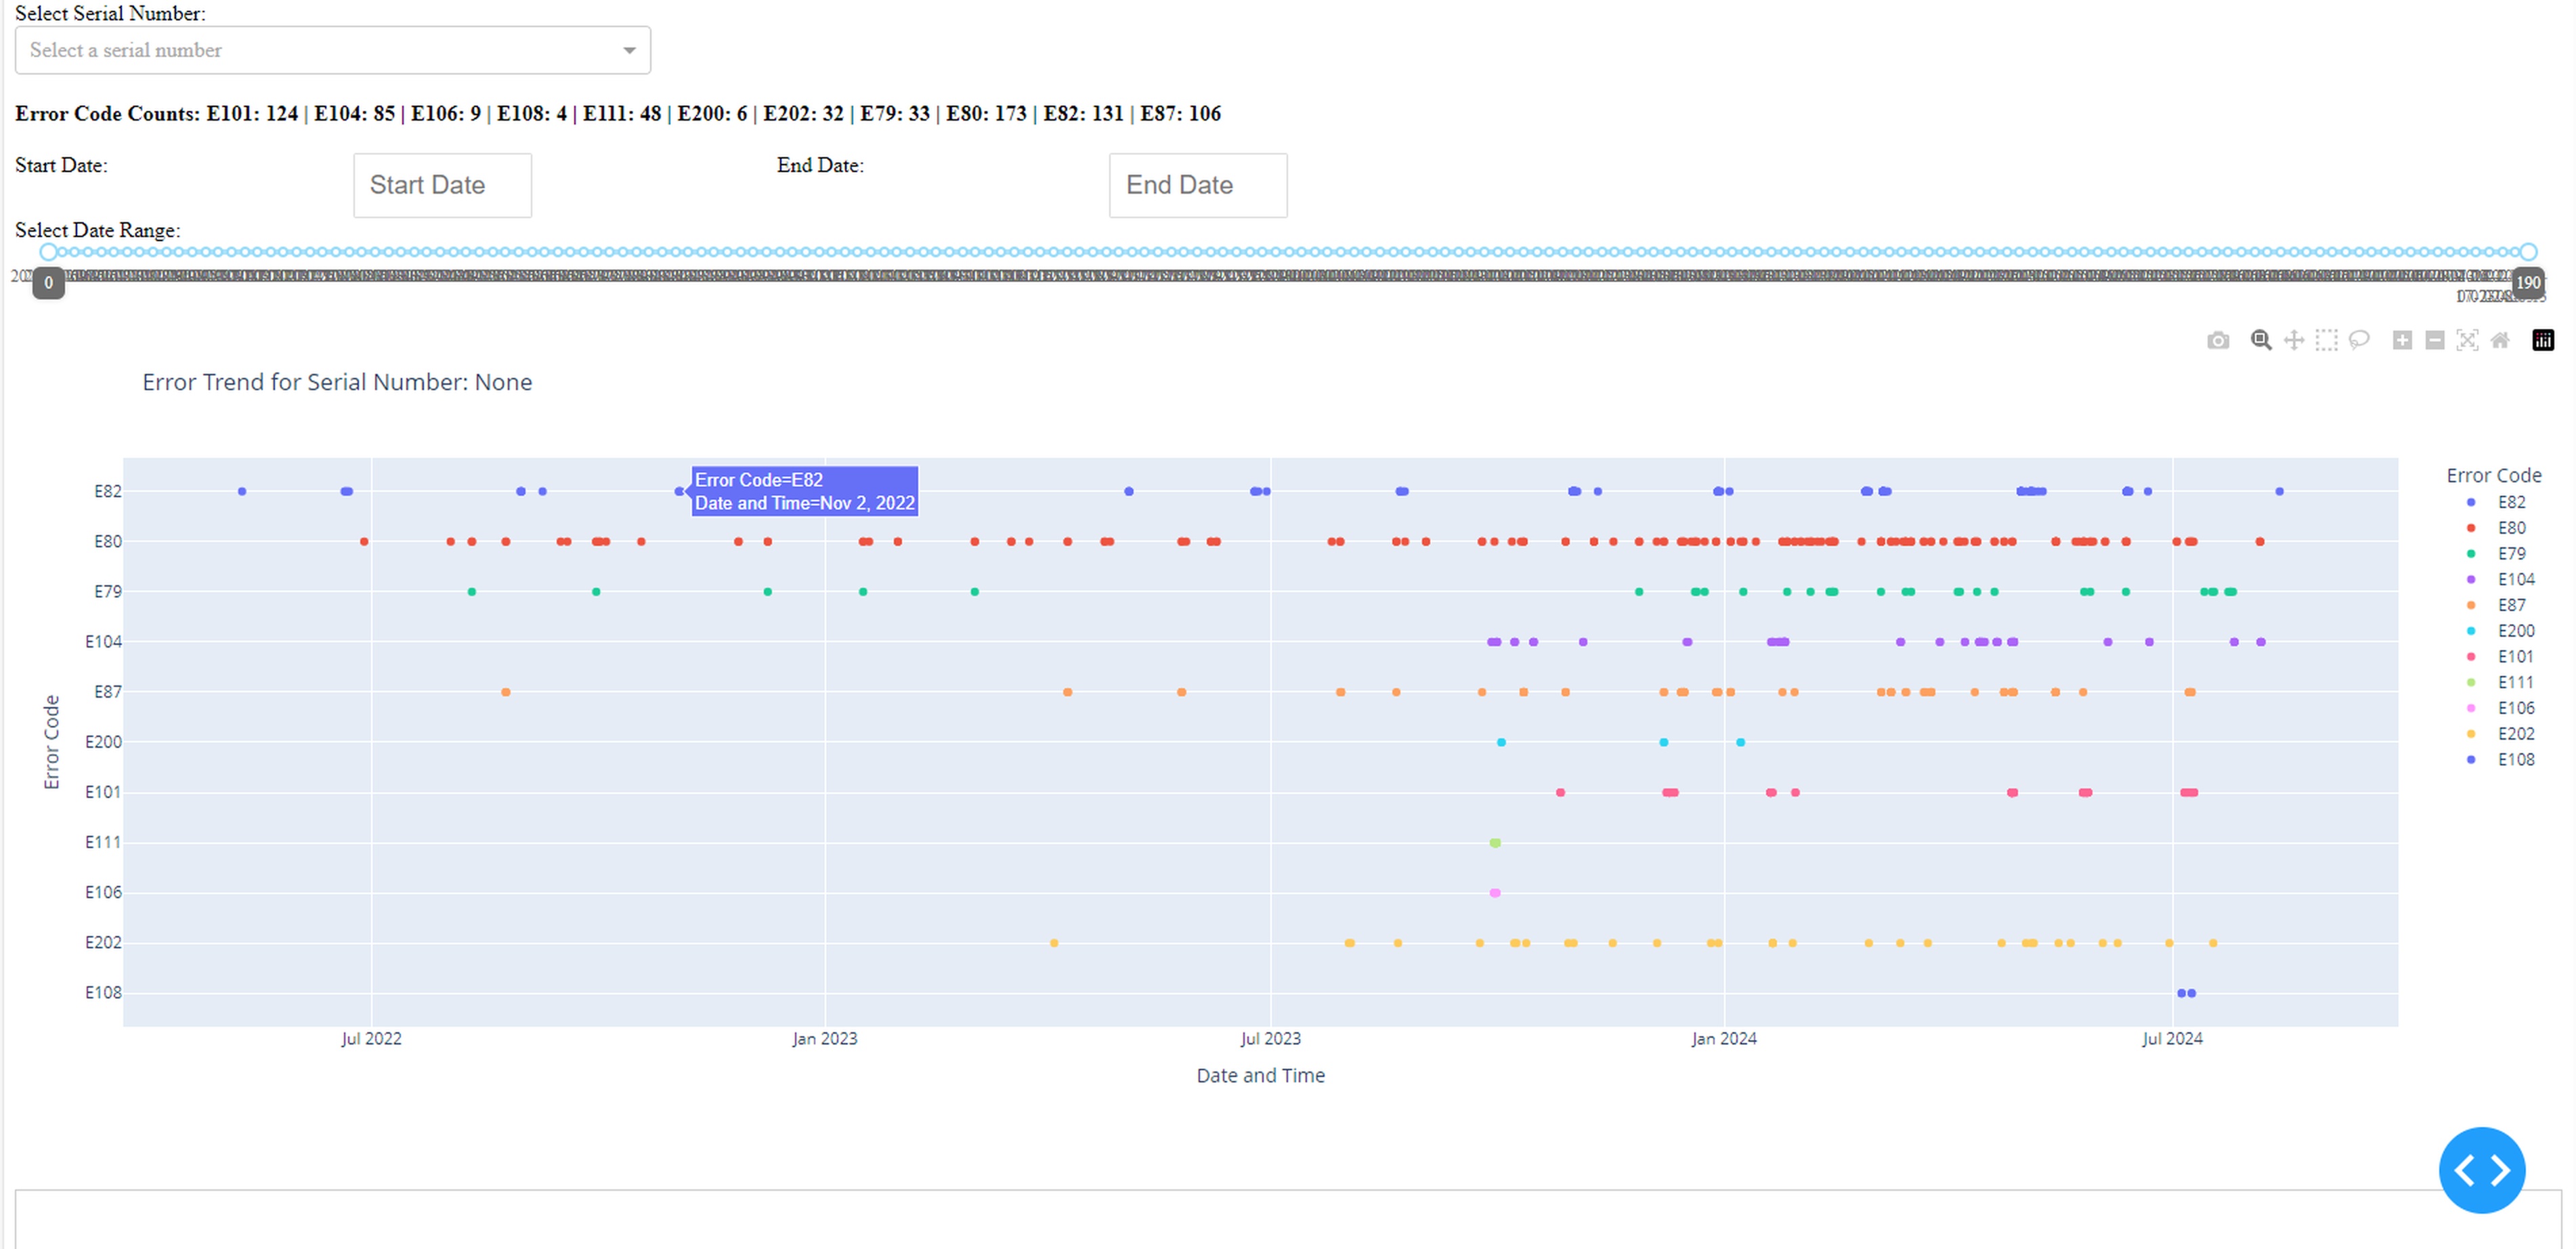 Select Serial Number:
Select a serial number
Error Code Counts: E101: 124 | E104: 85 | E106: 9 | E108: 4 | E111: 48 | E200: 6 | E202: 32 | E79: 33 | E80: 173 | E82: 131 | E87: 106
Start Date:
Start Date
End Date:
End Date
Select Date Range:
0
190
Error Trend for Serial Number: None
Error Code=E82
Date and Time=Nov 2, 2022
E82
E80
E79
E104
E87
E200
E101
E111
E106
E202
E108
Error Code
Jul 2022
Jan 2023
Jul 2023
Jan 2024
Jul 2024
Date and Time
Error Code
E82
E80
E79
E104
E87
E200
E101
E111
E106
E202
E108